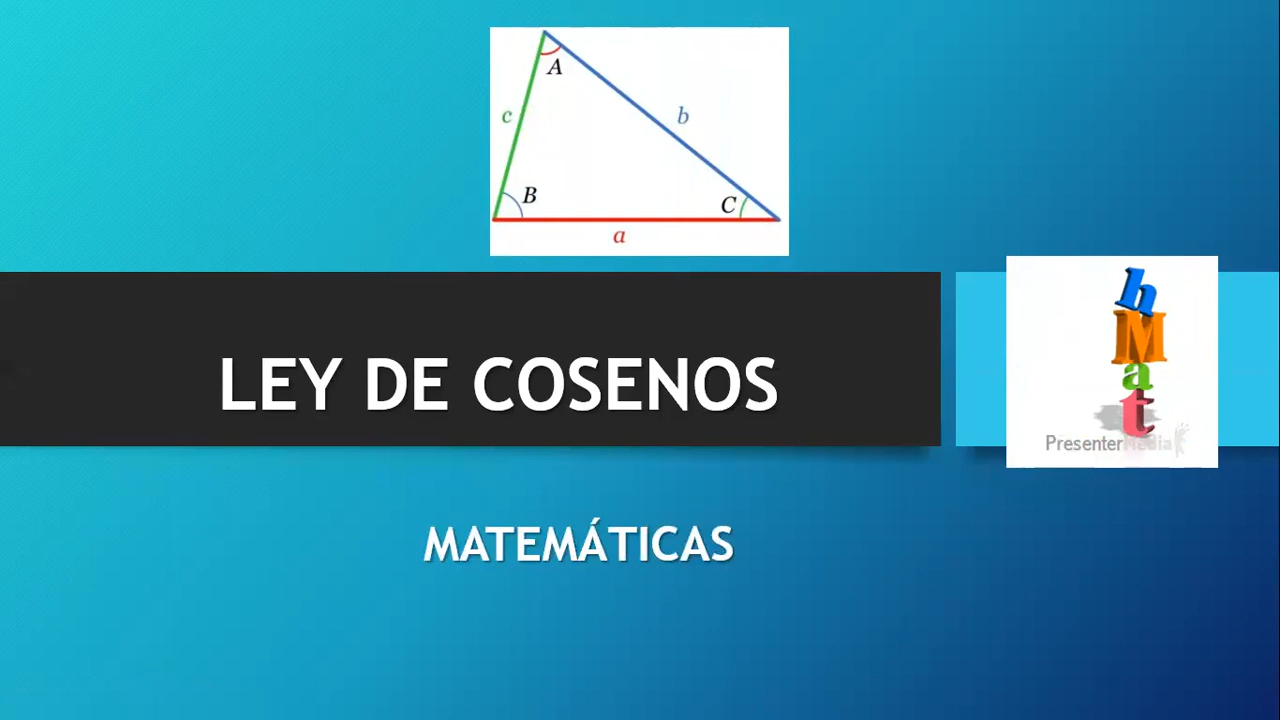 A
c
b
B
C
a
LEY DE COSENOS
h
M
a
t
PresenterMedia
MATEMÁTICAS